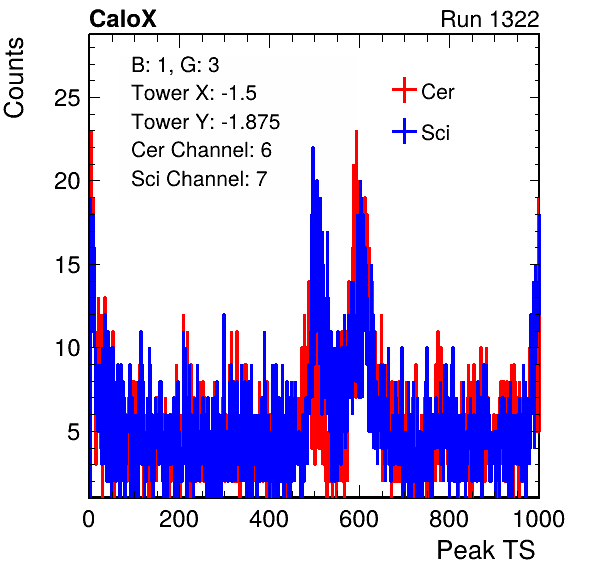 CaloX
Run 1322
Counts
B: 1, G: 3
Tower X: -1.5
Tower Y: -1.875
Cer Channel: 6
Sci Channel: 7
Cer
Sci
25
20
15
10
5
0
200
400
600
800
1000
Peak TS